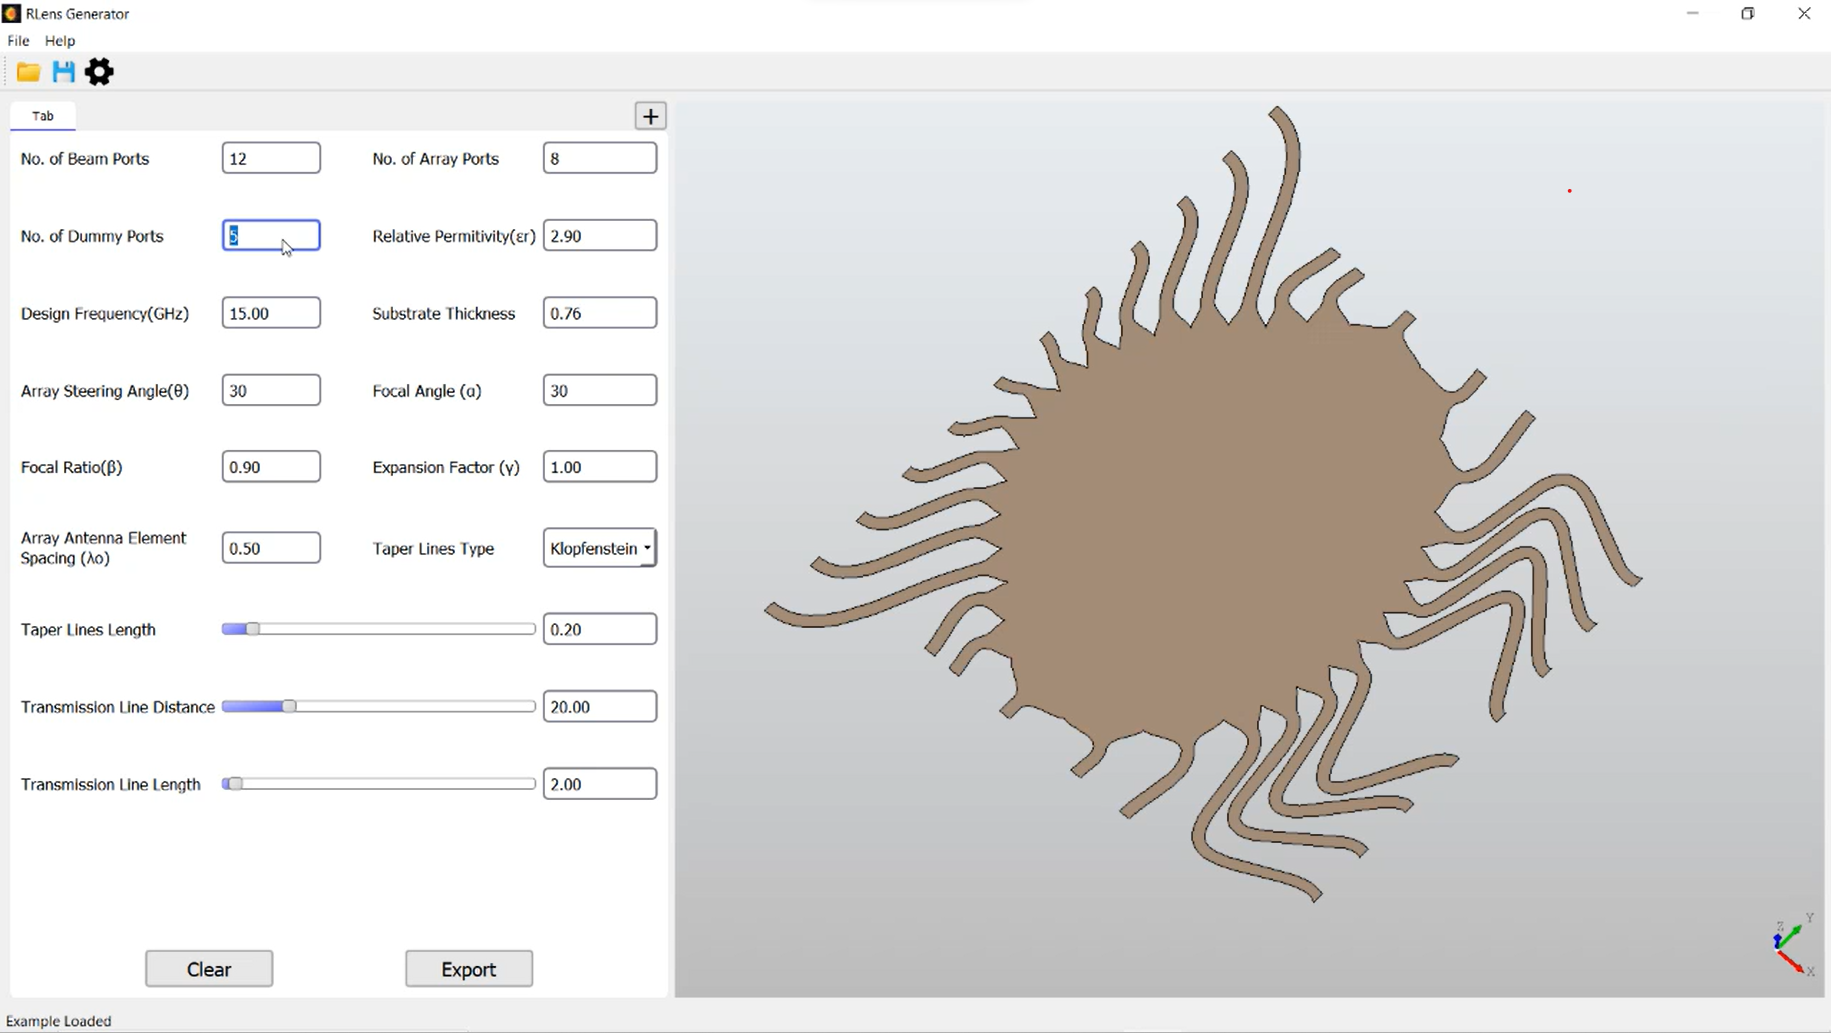 RLens Generator
File Help
Tab
+
No. of Beam Ports 12 No. of Array Ports 8
No. of Dummy Ports 5 Relative Permitivity(εr) 2.90
Design Frequency(GHz) 15.00 Substrate Thickness 0.76
Array Steering Angle(θ) 30 Focal Angle (α) 30
Focal Ratio(β) 0.90 Expansion Factor (γ) 1.00
Array Antenna Element
Spacing (λo) 0.50 Taper Lines Type Klopfenstein
Taper Lines Length 0.20
Transmission Line Distance 20.00
Transmission Line Length 2.00
Clear Export
Z Y
X
Example Loaded